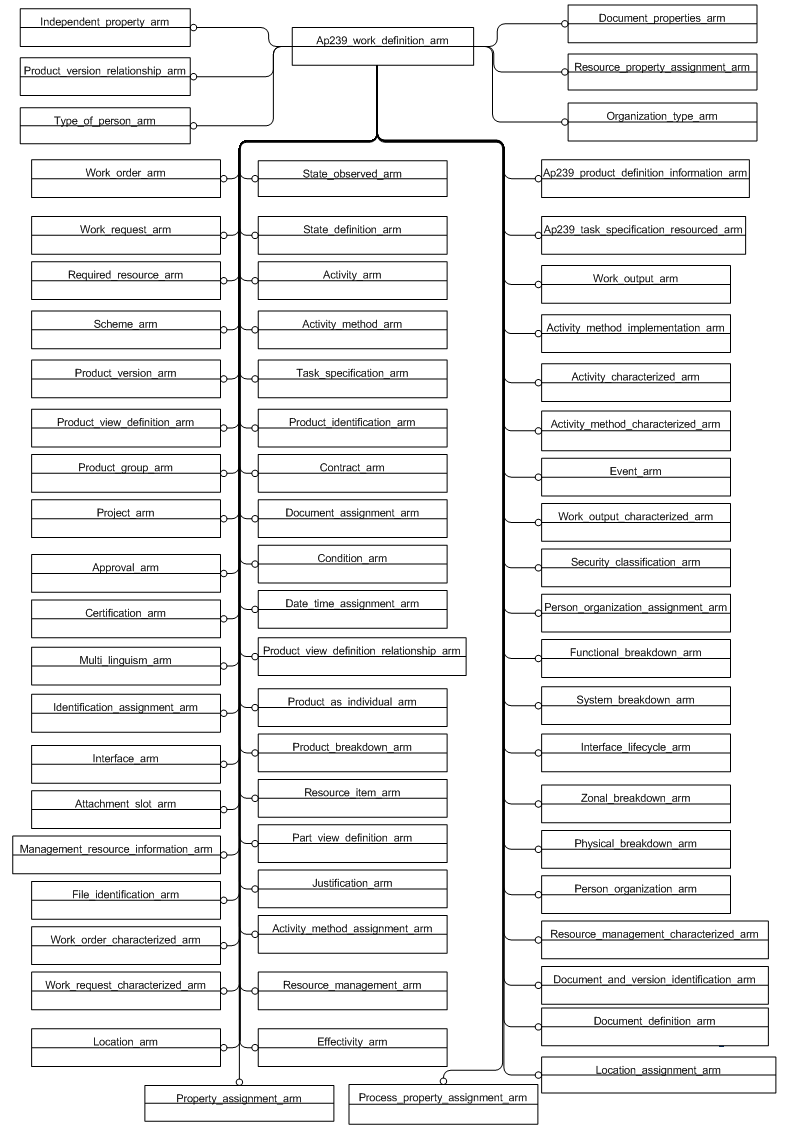 Independent_property_arm
Ap239_work_definition_arm
Document_properties_arm
Product_version_relationship_arm
Resource_property_assignment_arm
Type_of_person_arm
Organization_type_arm
Work_order_arm
State_observed_arm
Ap239_product_definition_information_arm
Work_request_arm
State_definition_arm
Ap239_task_specification_resourced_arm
Required_resource_arm
Activity_arm
Work_output_arm
Scheme_arm
Activity_method_arm
Activity_method_implementation_arm
Product_version_arm
Task_specification_arm
Activity_characterized_arm
Product_view_definition_arm
Product_identification_arm
Activity_method_characterized_arm
Product_group_arm
Contract_arm
Event_arm
Project_arm
Document_assignment_arm
Work_output_characterized_arm
Approval_arm
Condition_arm
Security_classification_arm
Certification_arm
Date_time_assignment_arm
Person_organization_assignment_arm
Multi_linguism_arm
Product_view_definition_relationship_arm
Functional_breakdown_arm
Identification_assignment_arm
Product_as_individual_arm
System_breakdown_arm
Interface_arm
Product_breakdown_arm
Interface_lifecycle_arm
Attachment_slot_arm
Resource_item_arm
Zonal_breakdown_arm
Management_resource_information_arm
Part_view_definition_arm
Physical_breakdown_arm
File_identification_arm
Justification_arm
Person_organization_arm
Work_order_characterized_arm
Activity_method_assignment_arm
Resource_management_characterized_arm
Work_request_characterized_arm
Resource_management_arm
Document_and_version_identification_arm
Location_arm
Effectivity_arm
Document_definition_arm
Location_assignment_arm
Property_assignment_arm
Process_property_assignment_arm